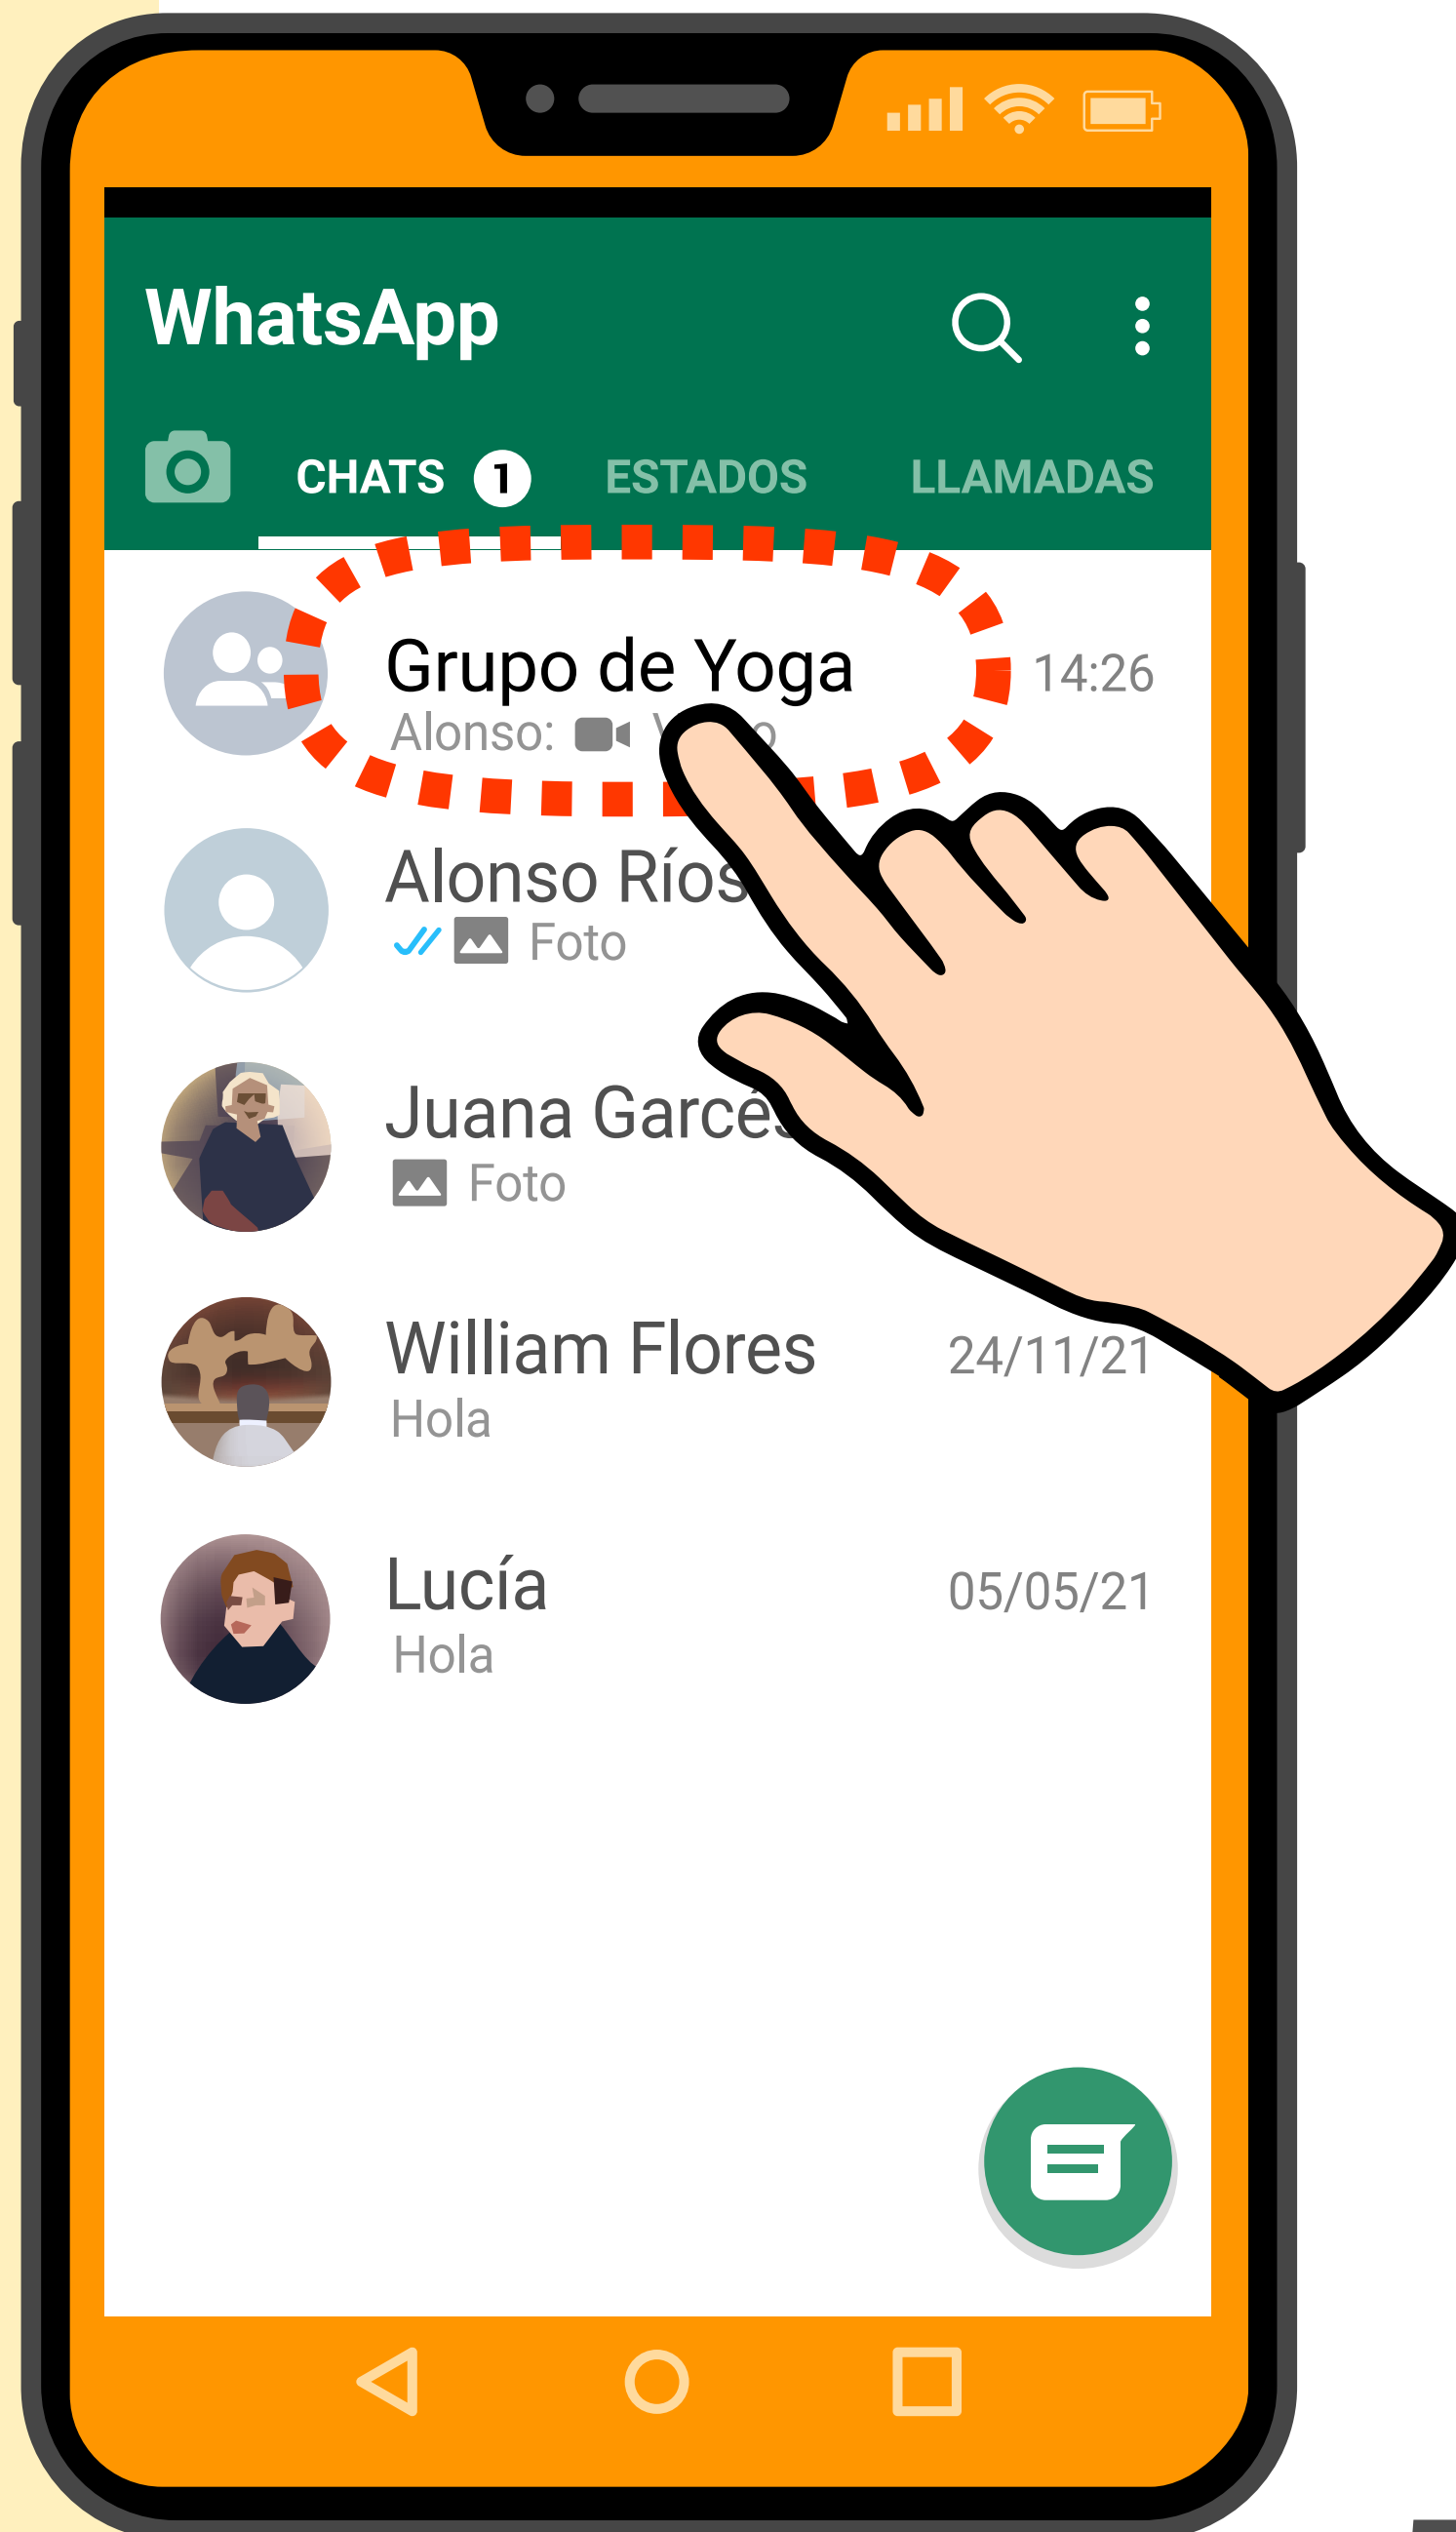 WhatsApp
CHATS 1 ESTADOS LLAMADAS
Grupo de Yoga 14:26
Alonso:
Alonso Ríos
Foto
Juana Garcés
Foto
William Flores 24/11/21
Hola
Lucía 05/05/21
Hola